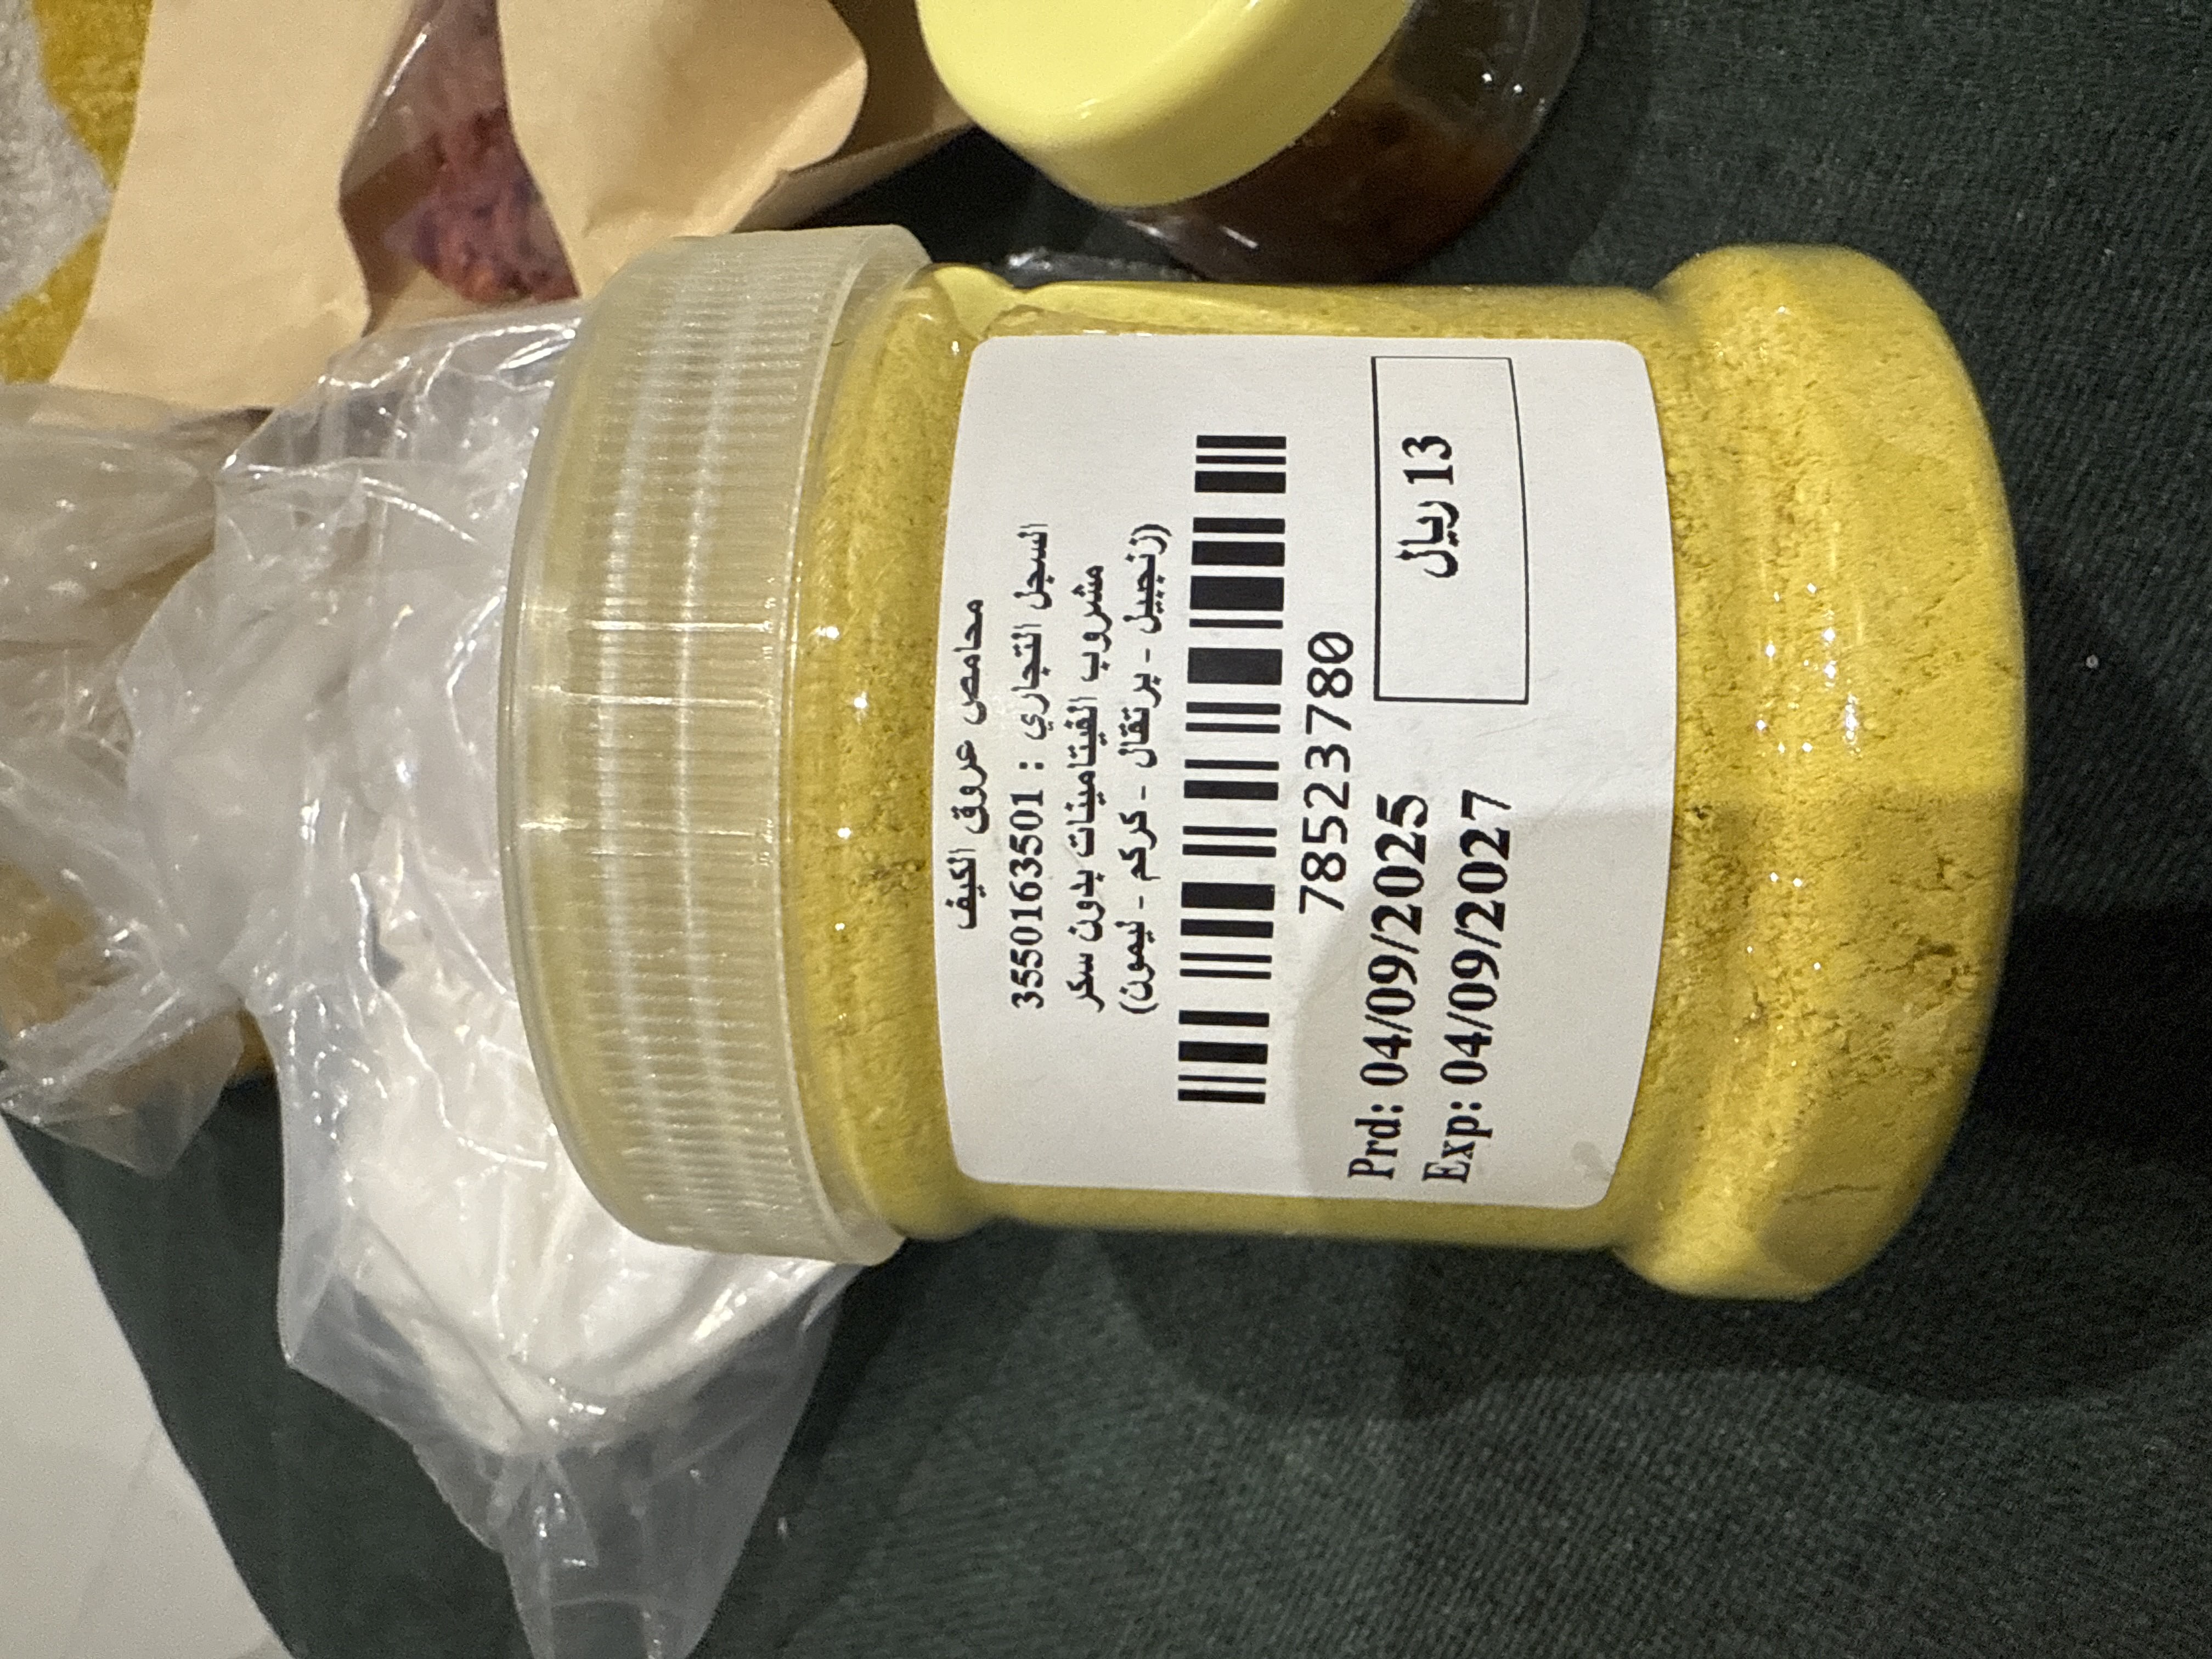 محامص عروق الكيف
السجل التجاري : 3550163501
مشروب الفيتامينات بدون سكر
(زنجبيل - برتقال - كركم - ليمون)
78523780
Prd: 04/09/2025
Exp: 04/09/2027
13 ريال